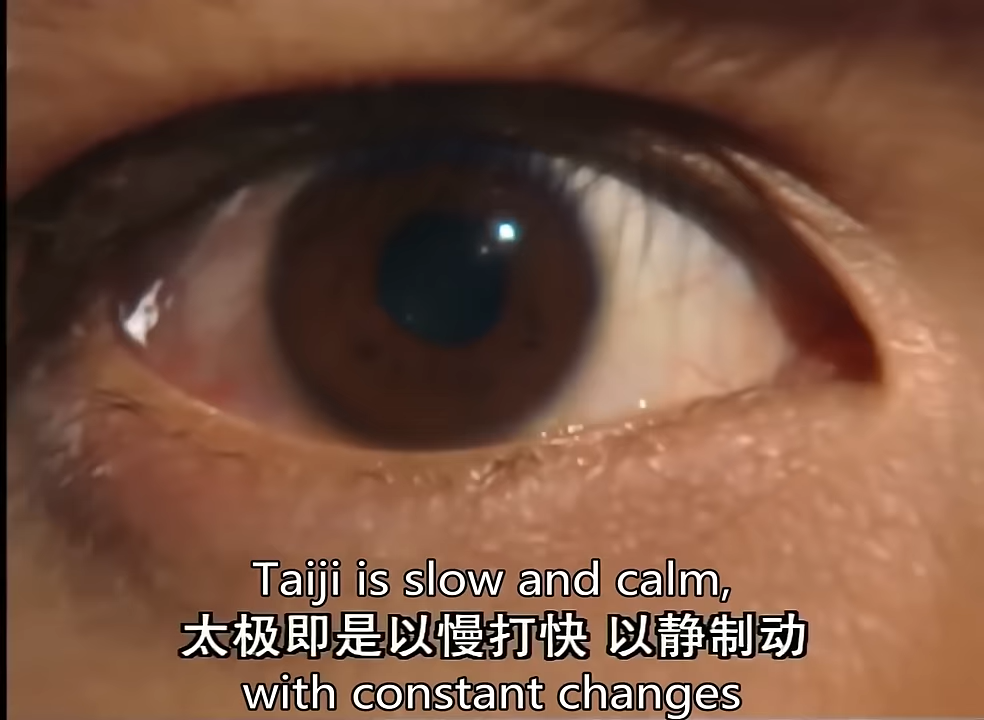 Taiji is slow and calm,
太极即是以慢打快 以静制动
with constant changes